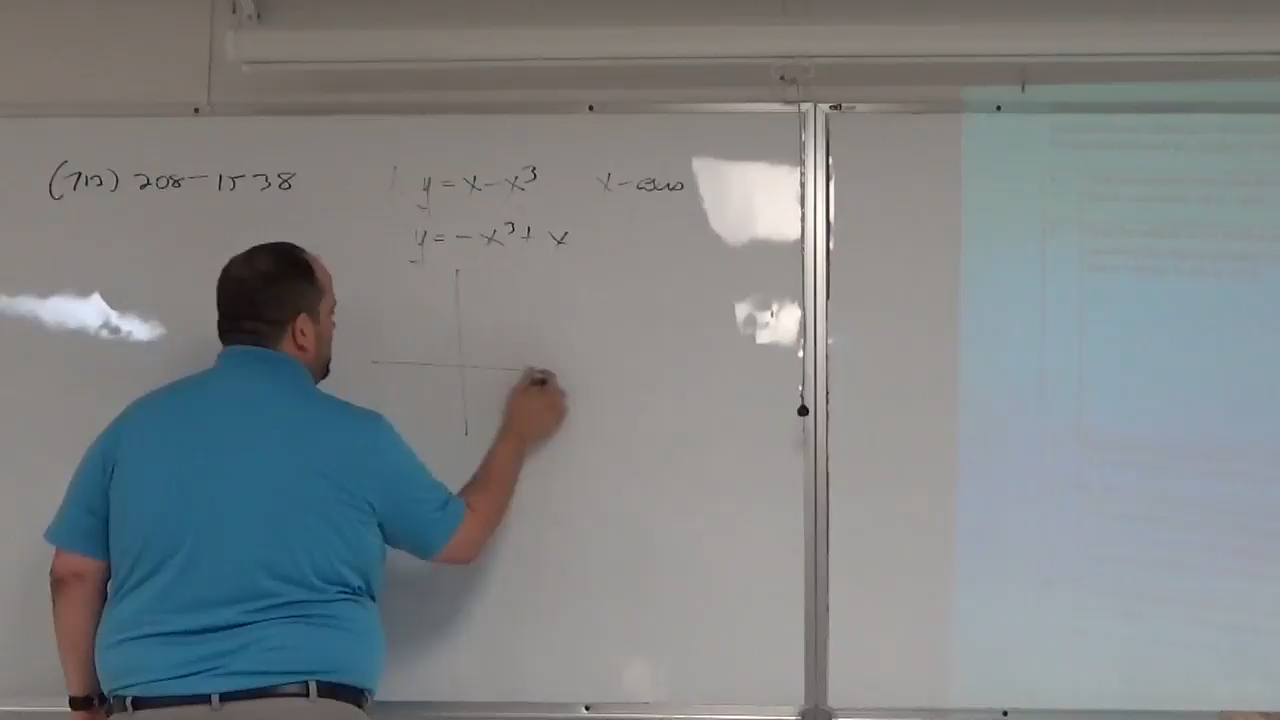 (713) 208-1538
1. y = x - x³ x-axis
y = -x³ + x